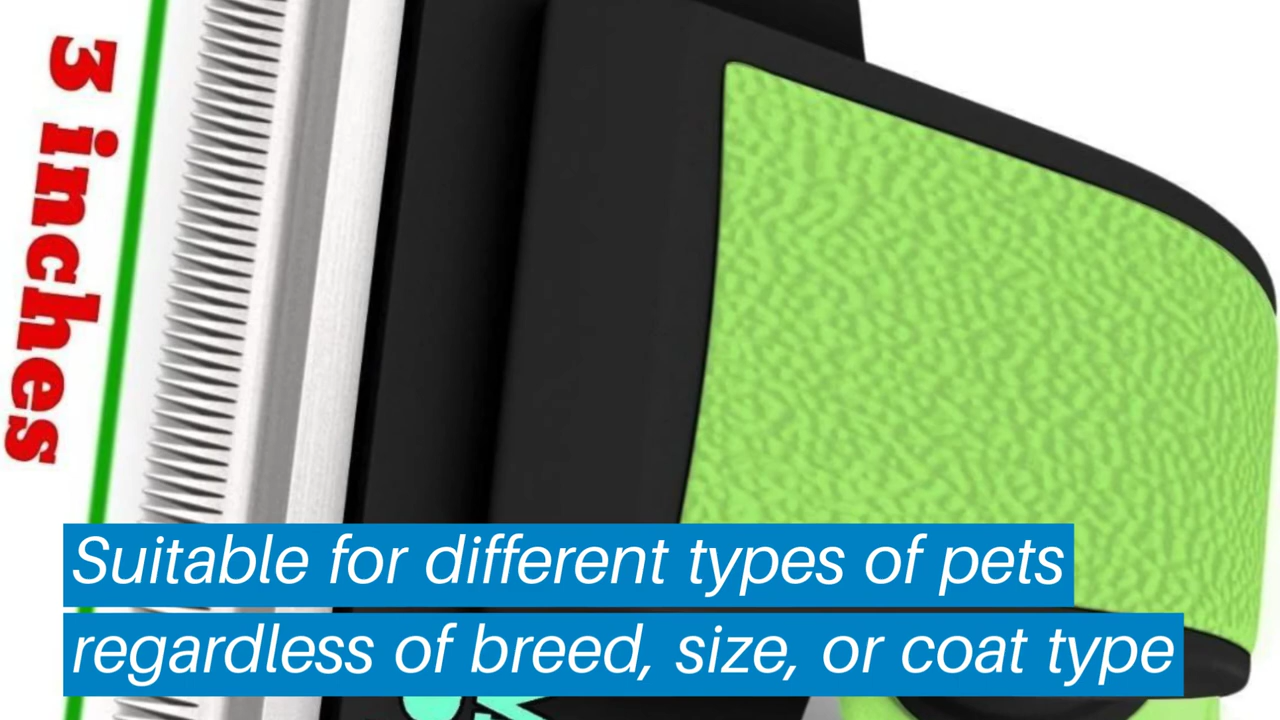 3 inches
Suitable for different types of pets
regardless of breed, size, or coat type